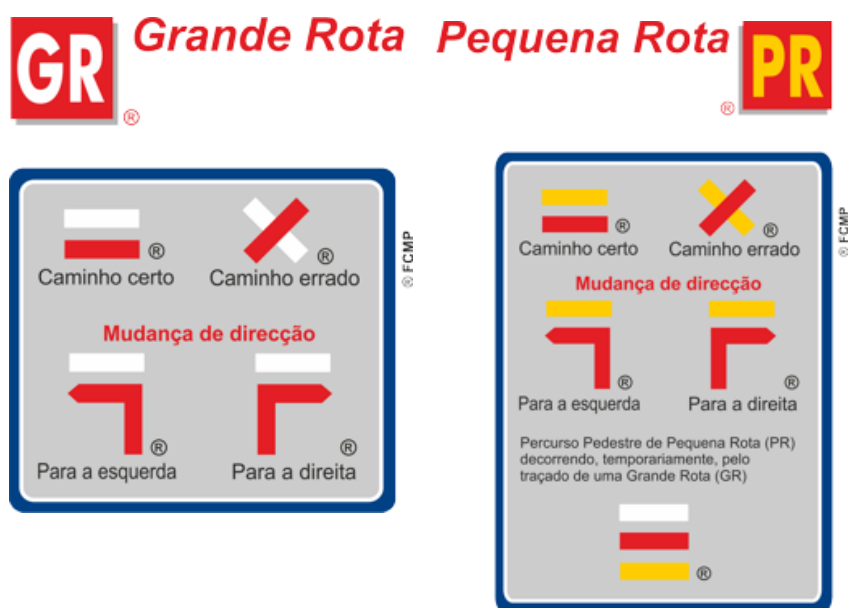 GR ® Grande Rota
Pequena Rota ® PR
®
Caminho certo
®
Caminho errado
Mudança de direcção
®
Para a esquerda
®
Para a direita
® FCMP
®
Caminho certo
®
Caminho errado
Mudança de direcção
®
Para a esquerda
®
Para a direita
Percurso Pedestre de Pequena Rota (PR)
decorrendo, temporariamente, pelo
traçado de uma Grande Rota (GR)
®
® FCMP